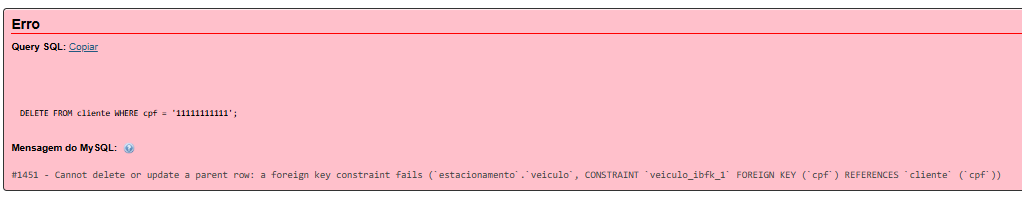 Erro
Query SQL: Copiar
DELETE FROM cliente WHERE cpf = '11111111111';
Mensagem do MySQL:
#1451 - Cannot delete or update a parent row: a foreign key constraint fails (`estacionamento`.`veiculo`, CONSTRAINT `veiculo_ibfk_1` FOREIGN KEY (`cpf`) REFERENCES `cliente` (`cpf`))